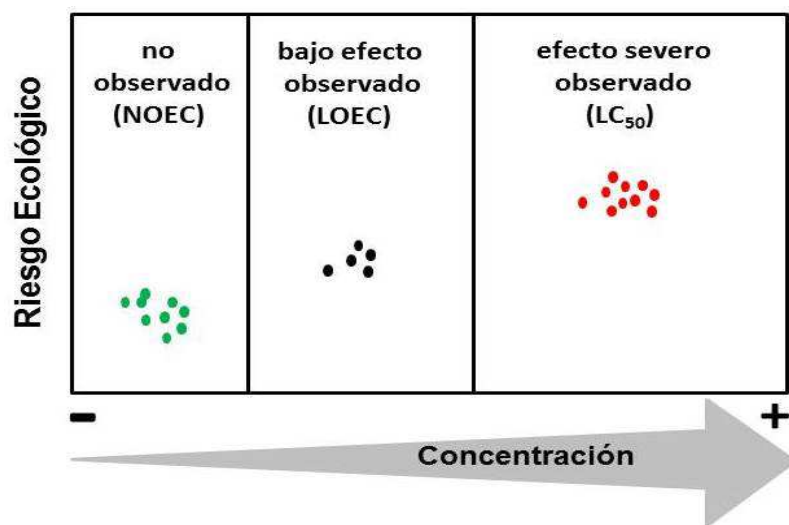 no
observado
(NOEC)
bajo efecto
observado
(LOEC)
efecto severo
observado
(LC₅₀)
Riesgo Ecológico
Concentración